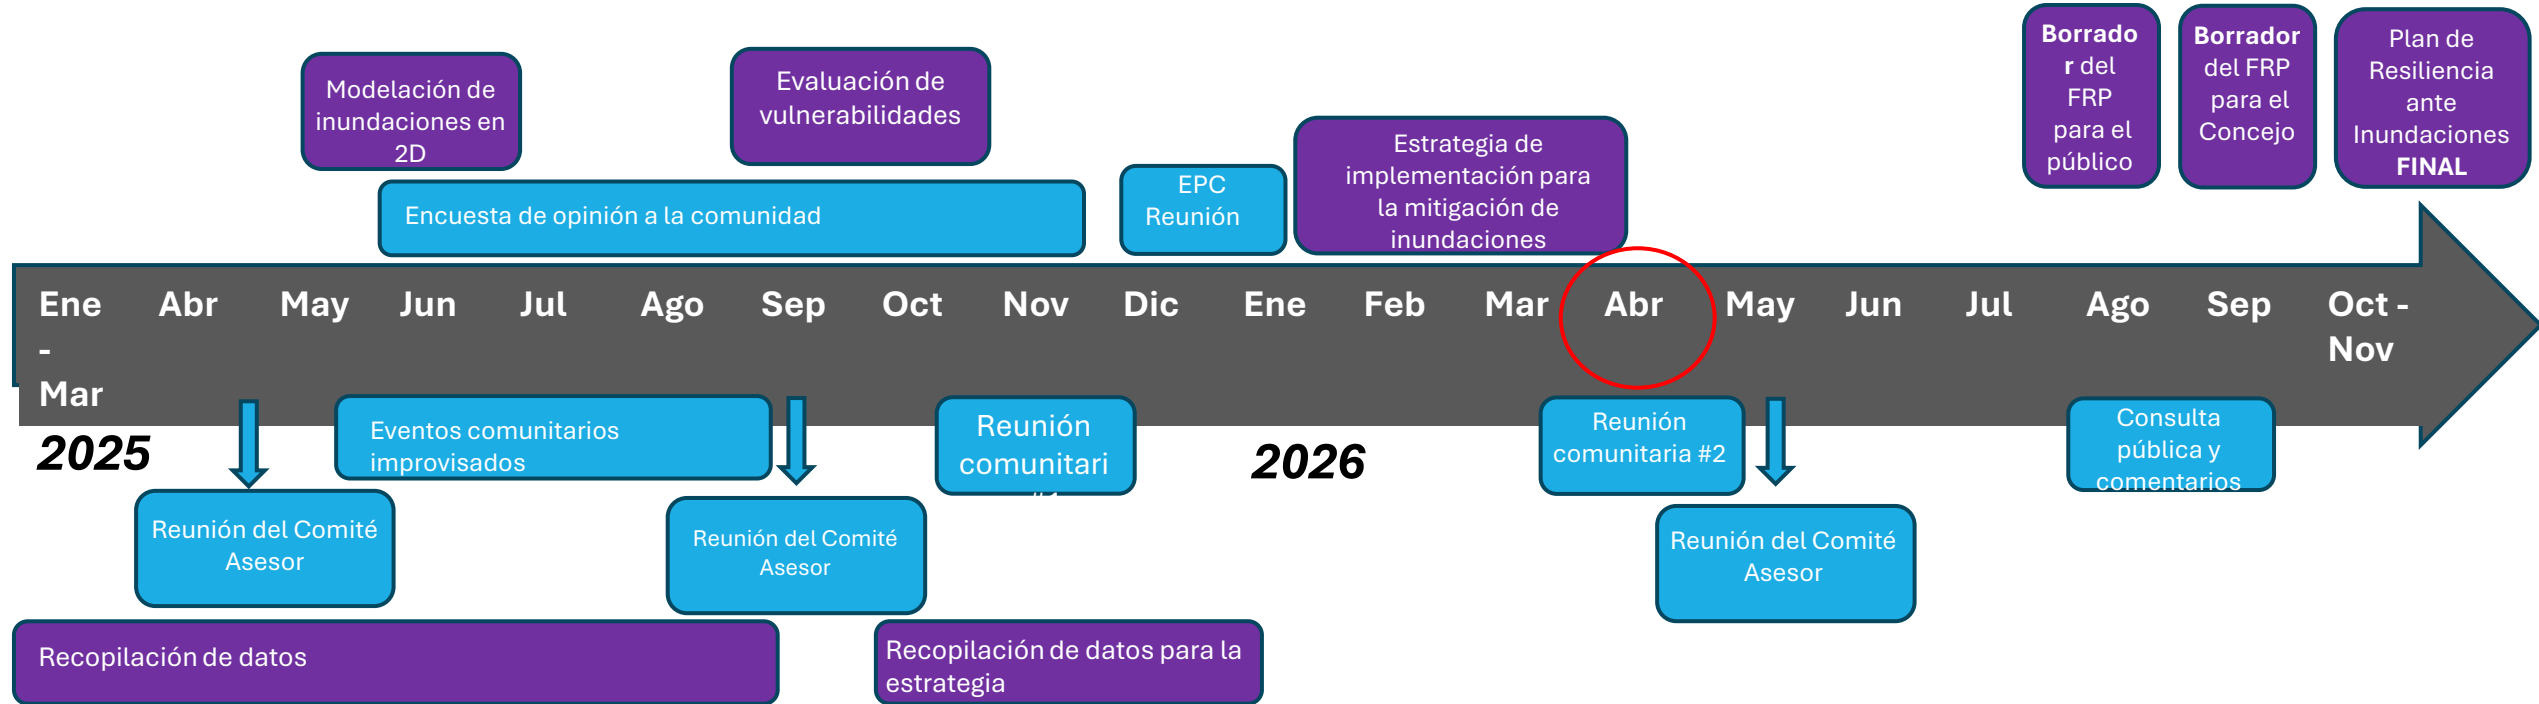 Modelación de
inundaciones en
2D
Evaluación de
vulnerabilidades
Encuesta de opinión a la comunidad
EPC
Reunión
Estrategia de
implementación para
la mitigación de
inundaciones
Borrado
r del
FRP
para el
público
Borrador
del FRP
para el
Concejo
Plan de
Resiliencia
ante
Inundaciones
FINAL
Ene
-
Mar
Abr
May
Jun
Jul
Ago
Sep
Oct
Nov
Dic
Ene
Feb
Mar
Abr
May
Jun
Jul
Ago
Sep
Oct -
Nov
2025
2026
Eventos comunitarios
improvisados
Reunión
comunitari
Reunión
comunitaria #2
Consulta
pública y
comentarios
Reunión del Comité
Asesor
Reunión del Comité
Asesor
Reunión del Comité
Asesor
Recopilación de datos
Recopilación de datos para la
estrategia